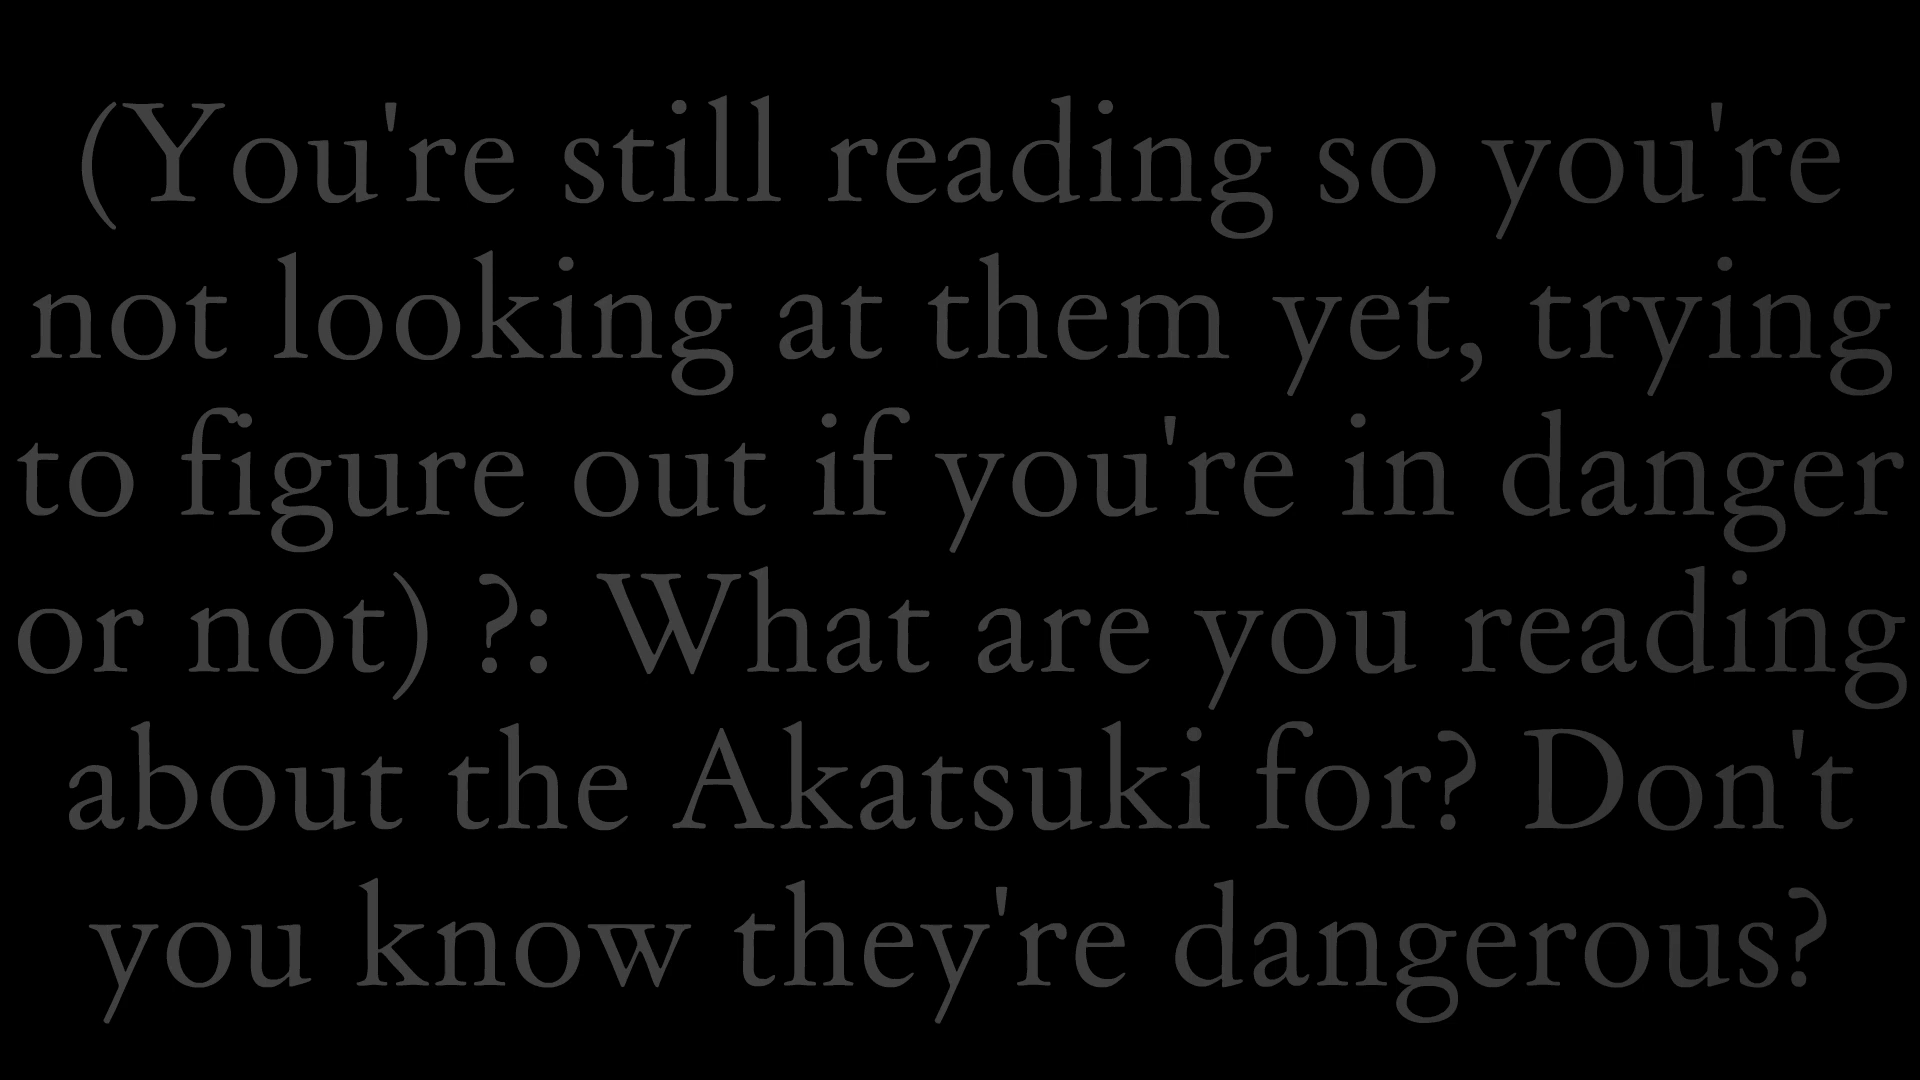 (You're still reading so you're
not looking at them yet, trying
to figure out if you're in danger
or not) ?: What are you reading
about the Akatsuki for? Don't
you know they're dangerous?